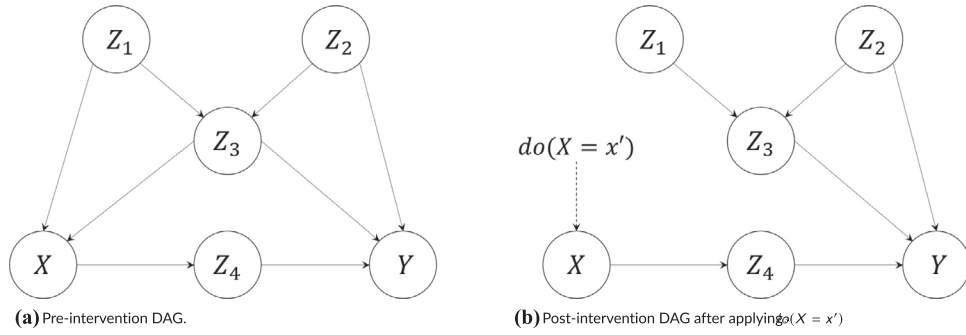 Z₁ Z₂ Z₁ Z₂
Z₃ Z₃
do(X = x′)
X Z₄ Y X Z₄ Y
(a) Pre-intervention DAG. (b) Post-intervention DAG after applying do(X = x′)